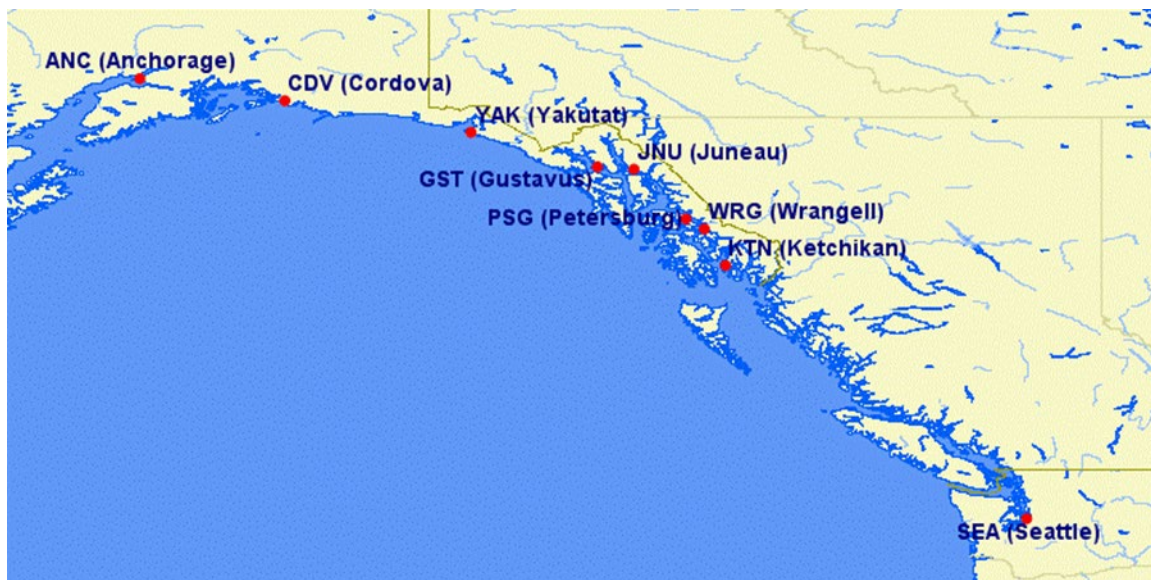 ANC (Anchorage)
CDV (Cordova)
YAK (Yakutat)
JNU (Juneau)
GST (Gustavus)
PSG (Petersburg)
WRG (Wrangell)
KTN (Ketchikan)
SEA (Seattle)